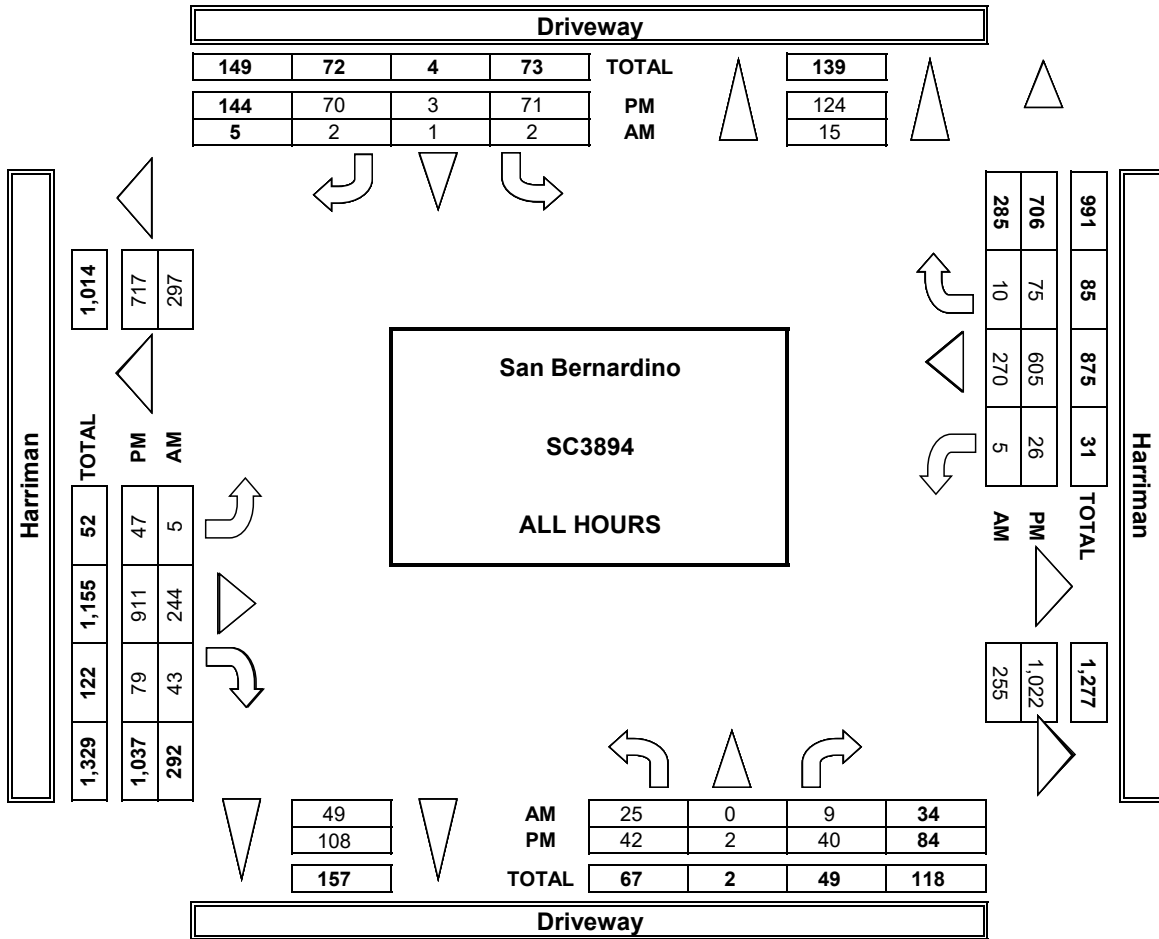 Driveway
149 72 4 73 TOTAL 139
144 70 3 71 PM 124
5 2 1 2 AM 15
Harriman
1,014
717
297
TOTAL 52 1,155 122 1,329
PM 47 911 79 1,037
AM 5 244 43 292
San Bernardino
SC3894
ALL HOURS
991 85 875 31 TOTAL
706 75 605 26 PM
285 10 270 5 AM
1,277
1,022
255
Harriman
49 AM 25 0 9 34
108 PM 42 2 40 84
157 TOTAL 67 2 49 118
Driveway